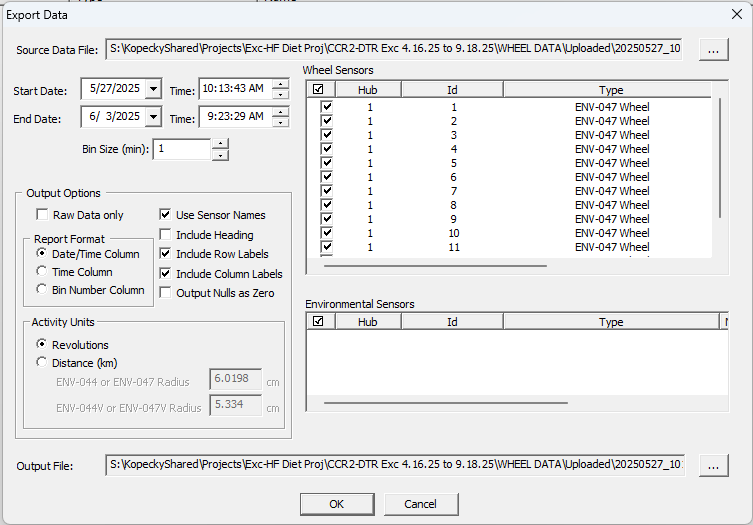 Export Data
Source Data File: S:\KopeckyShared\Projects\Exc-HF Diet Proj\CCR2-DTR Exc 4.16.25 to 9.18.25\WHEEL DATA\Uploaded\20250527_10 ...
Start Date: 5/27/2025 Time: 10:13:43 AM
End Date: 6/ 3/2025 Time: 9:23:29 AM
Bin Size (min): 1
Output Options
Raw Data only
Use Sensor Names
Include Heading
Include Row Labels
Include Column Labels
Output Nulls as Zero
Report Format
Date/Time Column
Time Column
Bin Number Column
Activity Units
Revolutions
Distance (km)
ENV-044 or ENV-047 Radius 6.0198 cm
ENV-044V or ENV-047V Radius 5.334 cm
Wheel Sensors
Hub Id Type
1 1 ENV-047 Wheel
1 2 ENV-047 Wheel
1 3 ENV-047 Wheel
1 4 ENV-047 Wheel
1 5 ENV-047 Wheel
1 6 ENV-047 Wheel
1 7 ENV-047 Wheel
1 8 ENV-047 Wheel
1 9 ENV-047 Wheel
1 10 ENV-047 Wheel
1 11 ENV-047 Wheel
Environmental Sensors
Hub Id Type
Output File: S:\KopeckyShared\Projects\Exc-HF Diet Proj\CCR2-DTR Exc 4.16.25 to 9.18.25\WHEEL DATA\Uploaded\20250527_10 ...
OK Cancel